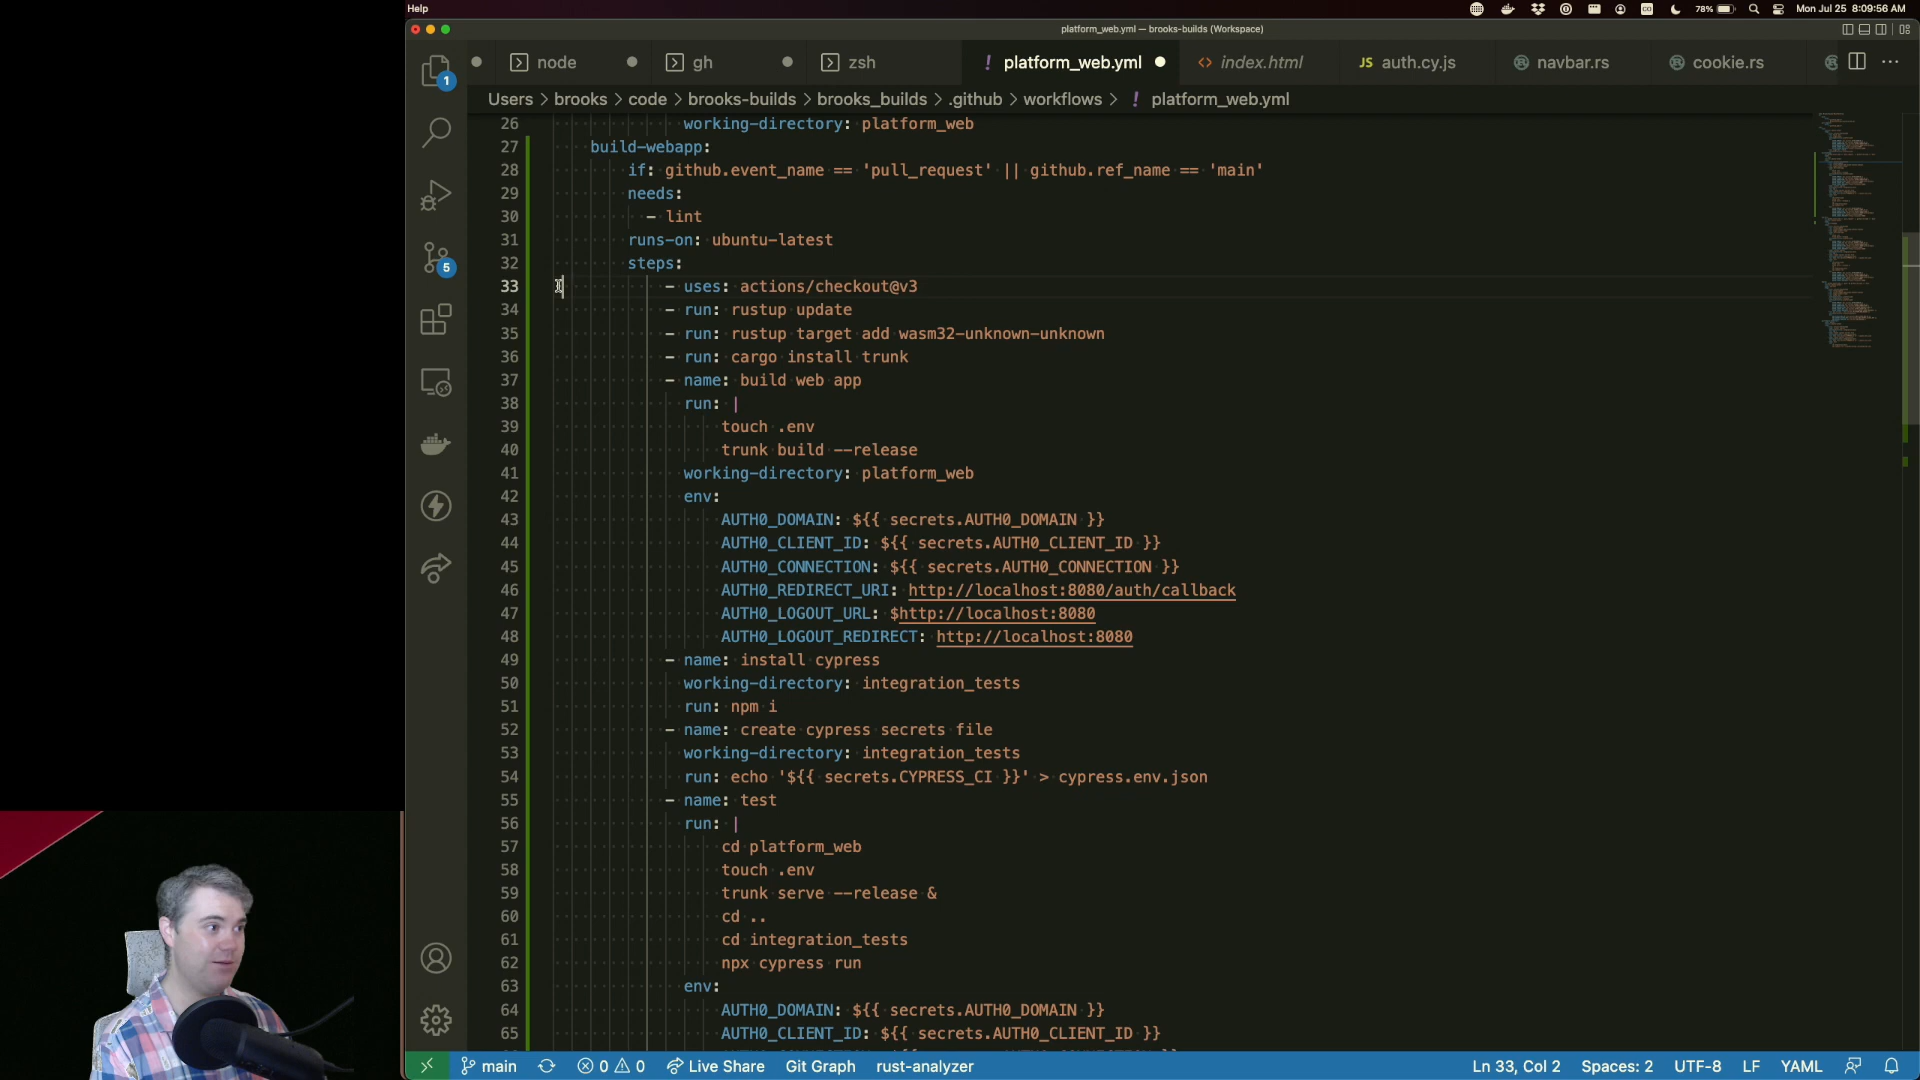 Help
78%
Mon Jul 25 8:09:56 AM
platform_web.yml — brooks-builds (Workspace)
node
gh
zsh
! platform_web.yml
<> index.html
JS auth.cy.js
navbar.rs
cookie.rs
Users > brooks > code > brooks-builds > brooks_builds > .github > workflows > ! platform_web.yml
26 working-directory: platform_web
27 build-webapp:
28 if: github.event_name == 'pull_request' || github.ref_name == 'main'
29 needs:
30 - lint
31 runs-on: ubuntu-latest
32 steps:
33 - uses: actions/checkout@v3
34 - run: rustup update
35 - run: rustup target add wasm32-unknown-unknown
36 - run: cargo install trunk
37 - name: build web app
38 run: |
39 touch .env
40 trunk build --release
41 working-directory: platform_web
42 env:
43 AUTH0_DOMAIN: ${{ secrets.AUTH0_DOMAIN }}
44 AUTH0_CLIENT_ID: ${{ secrets.AUTH0_CLIENT_ID }}
45 AUTH0_CONNECTION: ${{ secrets.AUTH0_CONNECTION }}
46 AUTH0_REDIRECT_URI: http://localhost:8080/auth/callback
47 AUTH0_LOGOUT_URL: $http://localhost:8080
48 AUTH0_LOGOUT_REDIRECT: http://localhost:8080
49 - name: install cypress
50 working-directory: integration_tests
51 run: npm i
52 - name: create cypress secrets file
53 working-directory: integration_tests
54 run: echo '${{ secrets.CYPRESS_CI }}' > cypress.env.json
55 - name: test
56 run: |
57 cd platform_web
58 touch .env
59 trunk serve --release &
60 cd ..
61 cd integration_tests
62 npx cypress run
63 env:
64 AUTH0_DOMAIN: ${{ secrets.AUTH0_DOMAIN }}
65 AUTH0_CLIENT_ID: ${{ secrets.AUTH0_CLIENT_ID }}
1
5
main
0
0
Live Share
Git Graph
rust-analyzer
Ln 33, Col 2
Spaces: 2
UTF-8
LF
YAML